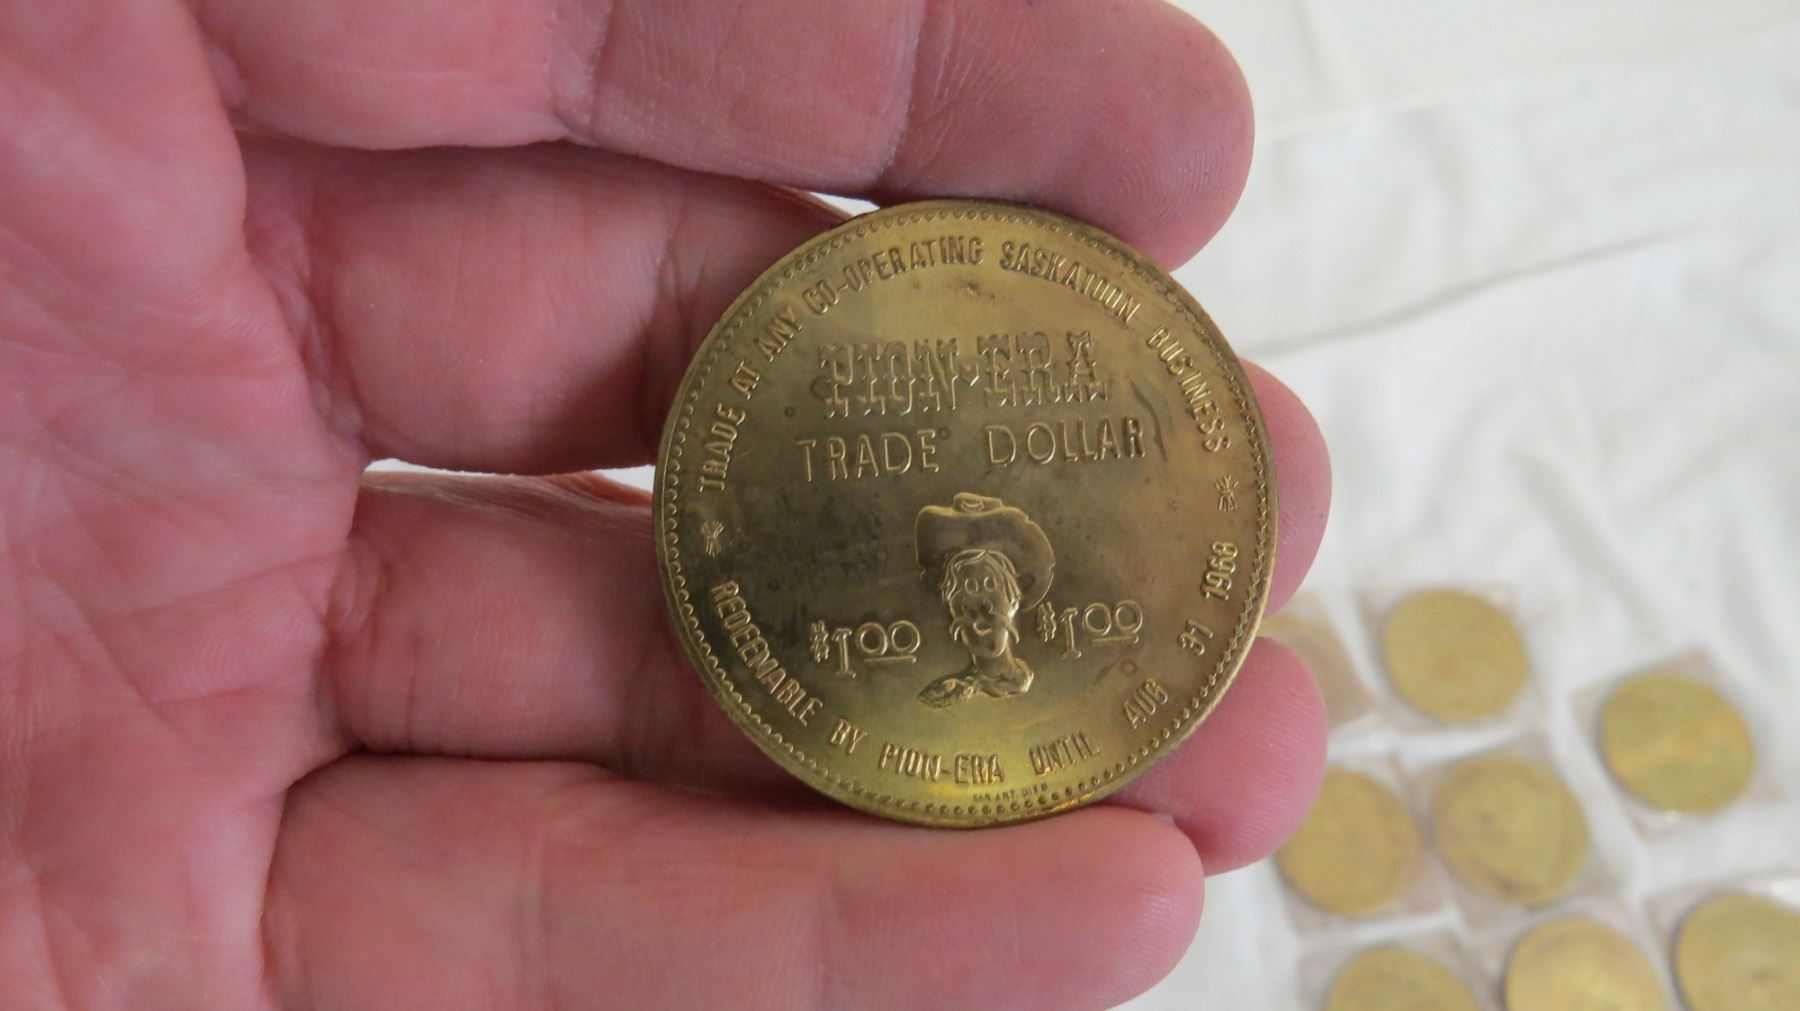 TRADE AT ANY CO-OPERATING SASKATOON BUSINESS
PION-ERA
TRADE DOLLAR
$1.00 $1.00
REDEEMABLE BY PION-ERA UNTIL AUG 31 1968